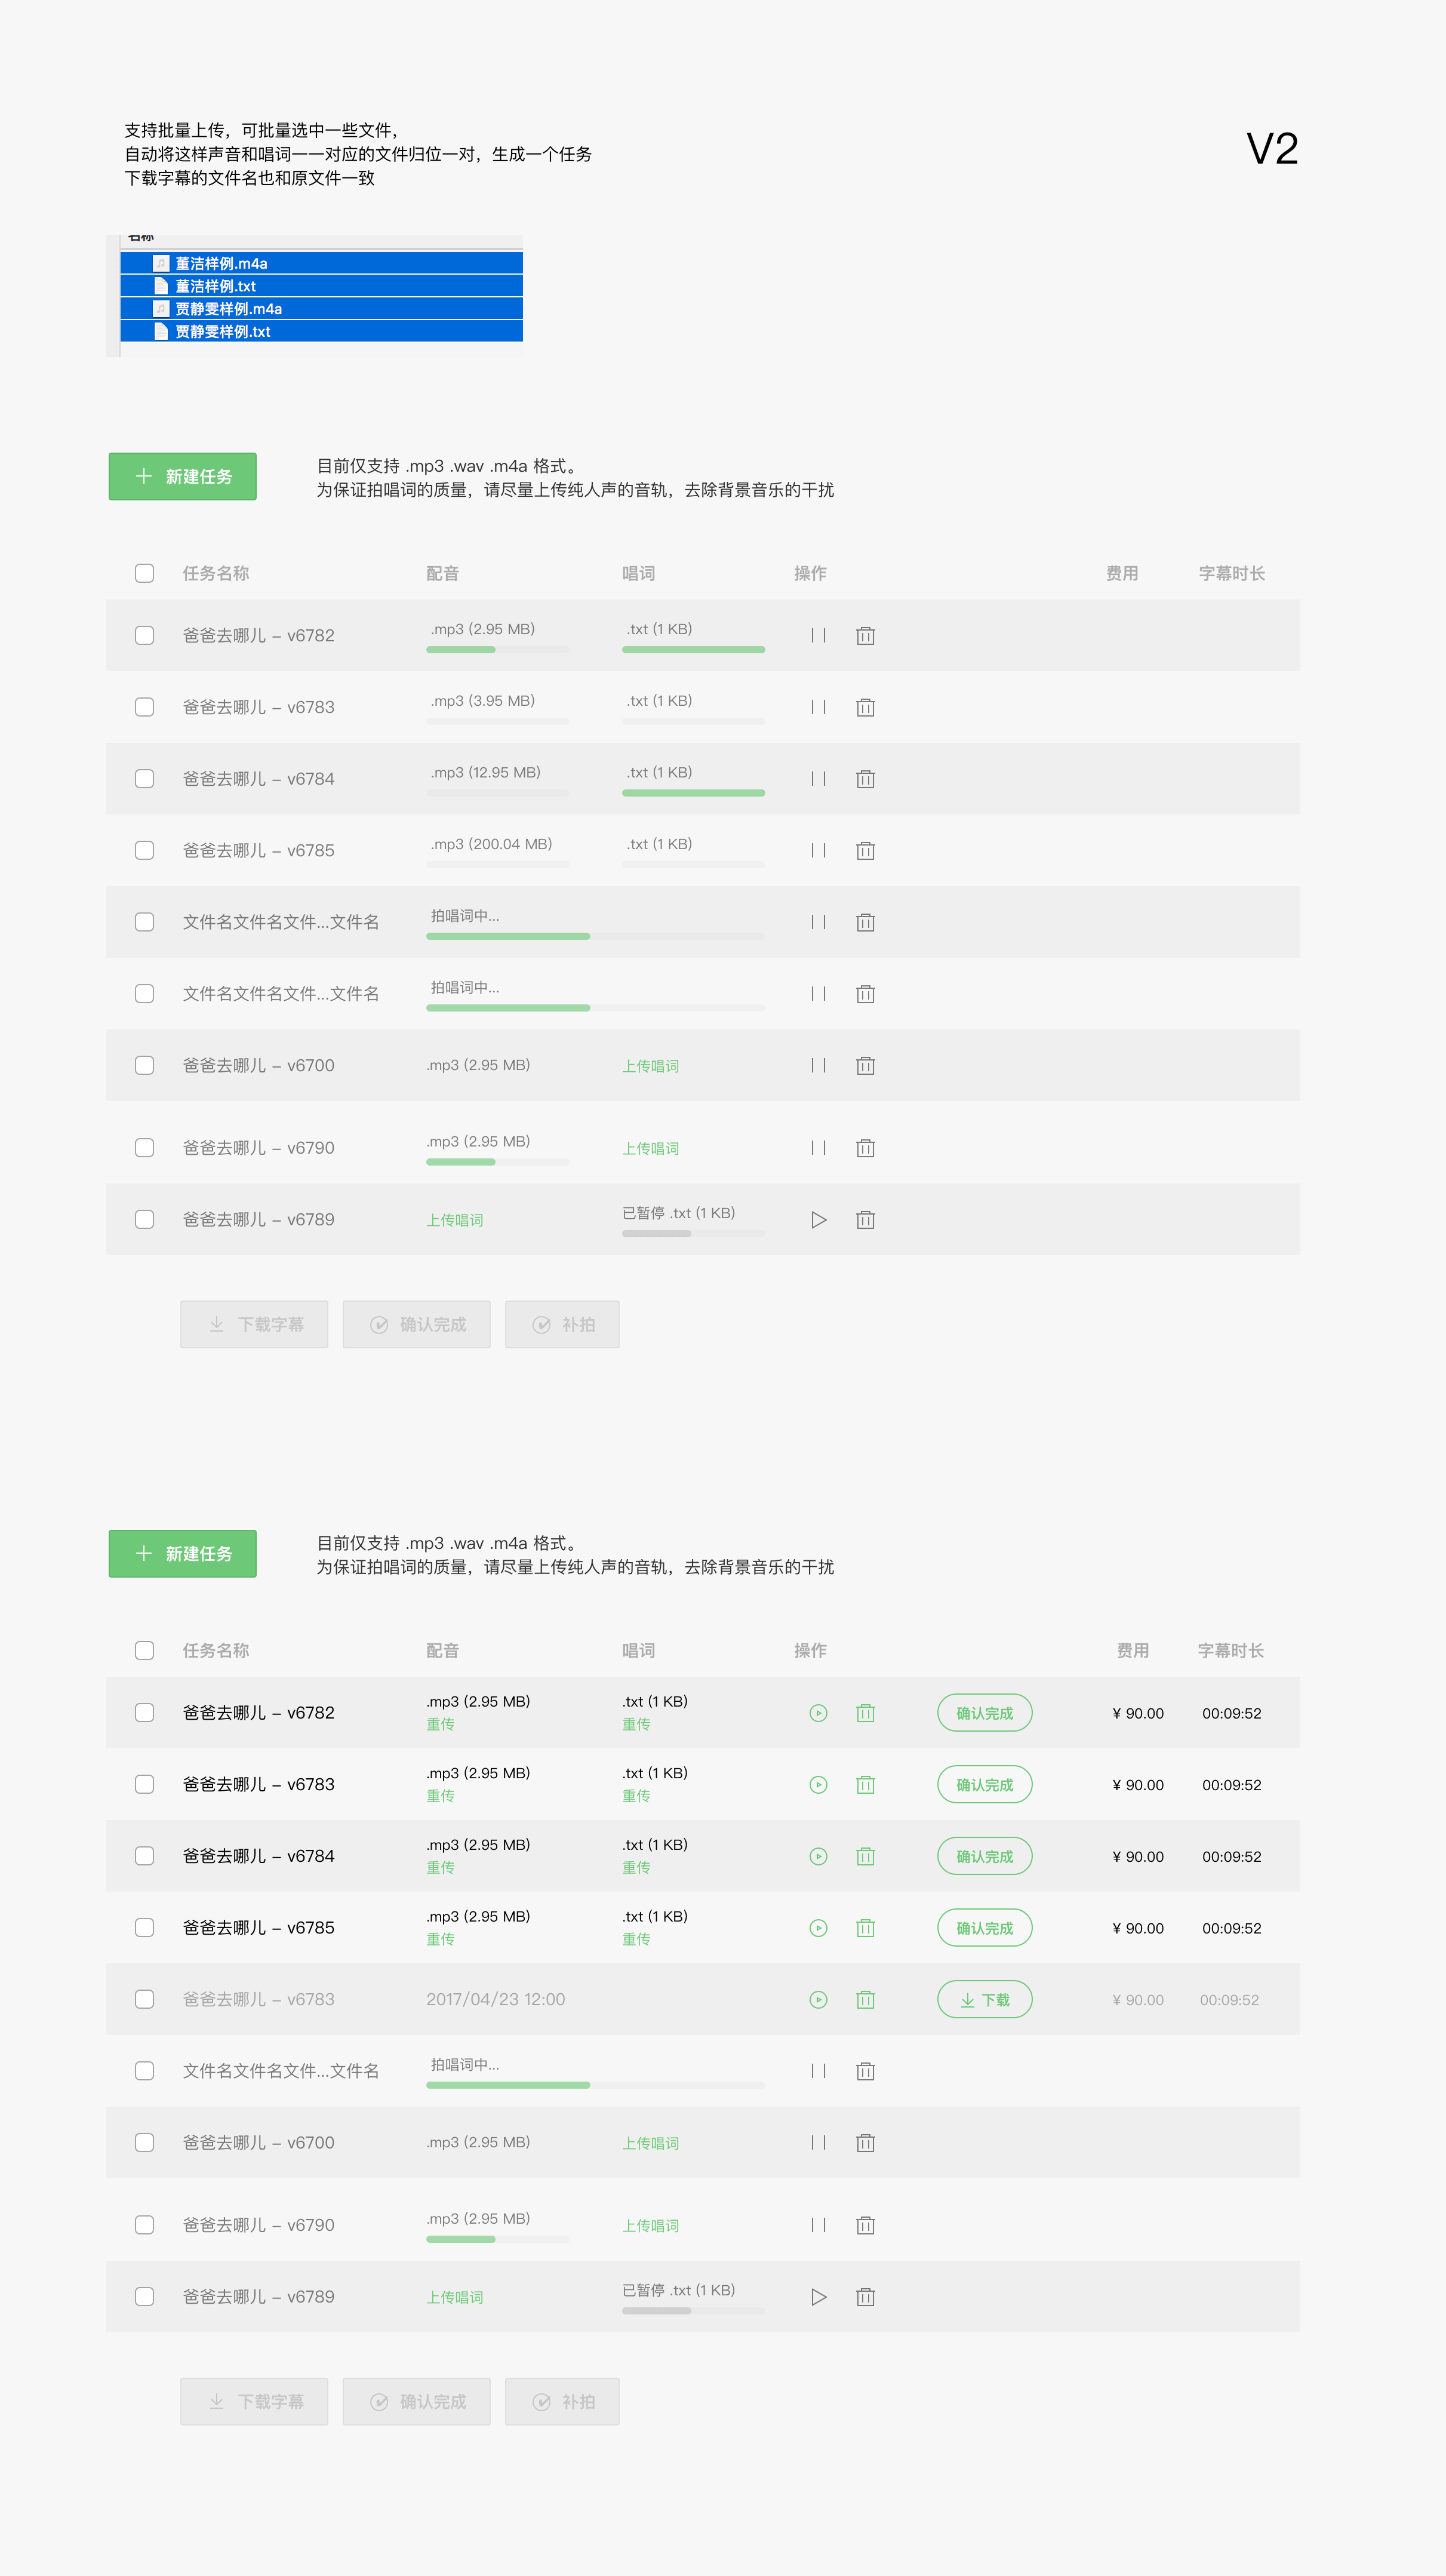 支持批量上传，可批量选中一些文件，
自动将这样声音和唱词一一对应的文件归位一对，生成一个任务
下载字幕的文件名也和原文件一致
V2
名称
董洁样例.m4a
董洁样例.txt
贾静雯样例.m4a
贾静雯样例.txt
新建任务
目前仅支持 .mp3 .wav .m4a 格式。
为保证拍唱词的质量，请尽量上传纯人声的音轨，去除背景音乐的干扰
任务名称 配音 唱词 操作 费用 字幕时长
爸爸去哪儿 – v6782 .mp3 (2.95 MB) .txt (1 KB)
爸爸去哪儿 – v6783 .mp3 (3.95 MB) .txt (1 KB)
爸爸去哪儿 – v6784 .mp3 (12.95 MB) .txt (1 KB)
爸爸去哪儿 – v6785 .mp3 (200.04 MB) .txt (1 KB)
文件名文件名文件...文件名 拍唱词中...
文件名文件名文件...文件名 拍唱词中...
爸爸去哪儿 – v6700 .mp3 (2.95 MB) 上传唱词
爸爸去哪儿 – v6790 .mp3 (2.95 MB) 上传唱词
爸爸去哪儿 – v6789 上传唱词 已暂停 .txt (1 KB)
下载字幕 确认完成 补拍
新建任务
目前仅支持 .mp3 .wav .m4a 格式。
为保证拍唱词的质量，请尽量上传纯人声的音轨，去除背景音乐的干扰
任务名称 配音 唱词 操作 费用 字幕时长
爸爸去哪儿 – v6782 .mp3 (2.95 MB) .txt (1 KB) 确认完成 ¥ 90.00 00:09:52
重传 重传
爸爸去哪儿 – v6783 .mp3 (2.95 MB) .txt (1 KB) 确认完成 ¥ 90.00 00:09:52
重传 重传
爸爸去哪儿 – v6784 .mp3 (2.95 MB) .txt (1 KB) 确认完成 ¥ 90.00 00:09:52
重传 重传
爸爸去哪儿 – v6785 .mp3 (2.95 MB) .txt (1 KB) 确认完成 ¥ 90.00 00:09:52
重传 重传
爸爸去哪儿 – v6783 2017/04/23 12:00 下载 ¥ 90.00 00:09:52
文件名文件名文件...文件名 拍唱词中...
爸爸去哪儿 – v6700 .mp3 (2.95 MB) 上传唱词
爸爸去哪儿 – v6790 .mp3 (2.95 MB) 上传唱词
爸爸去哪儿 – v6789 上传唱词 已暂停 .txt (1 KB)
下载字幕 确认完成 补拍